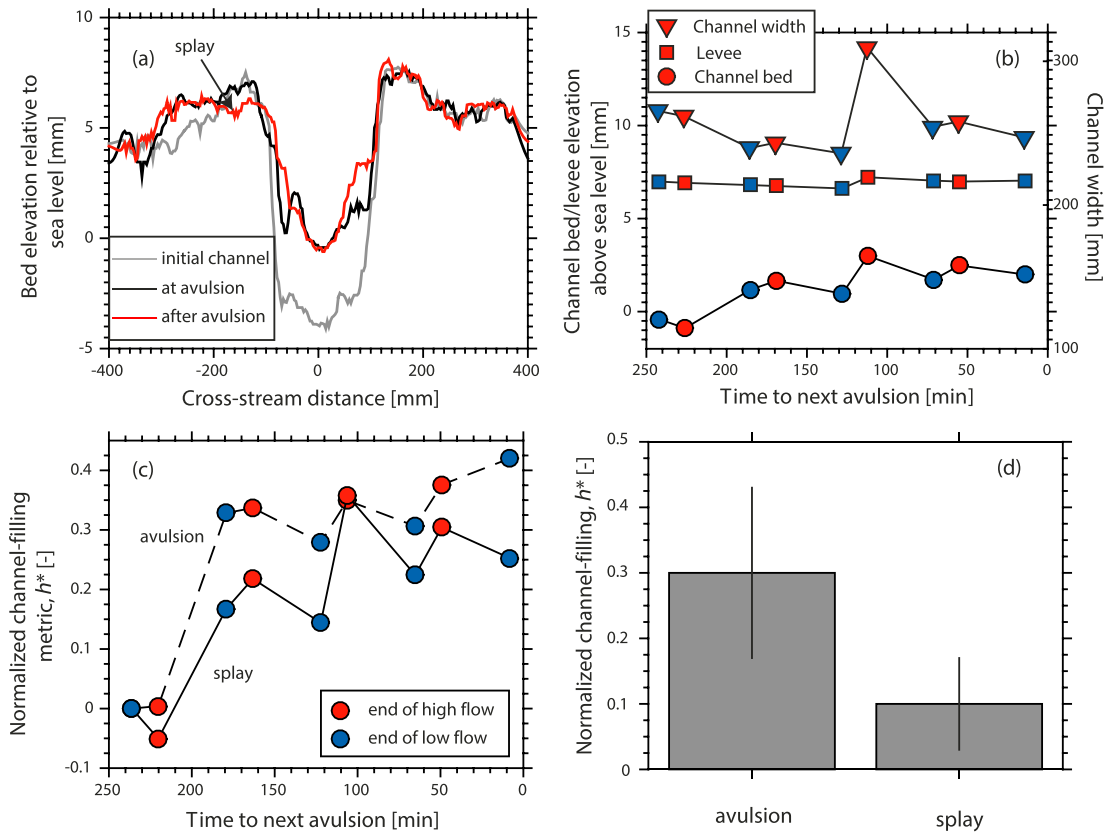 10
5
0
-5
Bed elevation relative to
sea level [mm]
(a)
splay
initial channel
at avulsion
after avulsion
-400
-200
0
200
400
Cross-stream distance [mm]
15
10
5
0
Channel bed/levee elevation
above sea level [mm]
Channel width
Levee
Channel bed
(b)
300
200
100
Channel width
[mm]
250
200
150
100
50
0
Time to next avulsion [min]
0.4
0.3
0.2
0.1
0
-0.1
Normalized channel-filling
metric, h* [-]
(c)
avulsion
splay
end of high flow
end of low flow
250
200
150
100
50
0
Time to next avulsion [min]
0.5
0.4
0.3
0.2
0.1
0
Normalized channel-filling, h* [-]
(d)
avulsion
splay